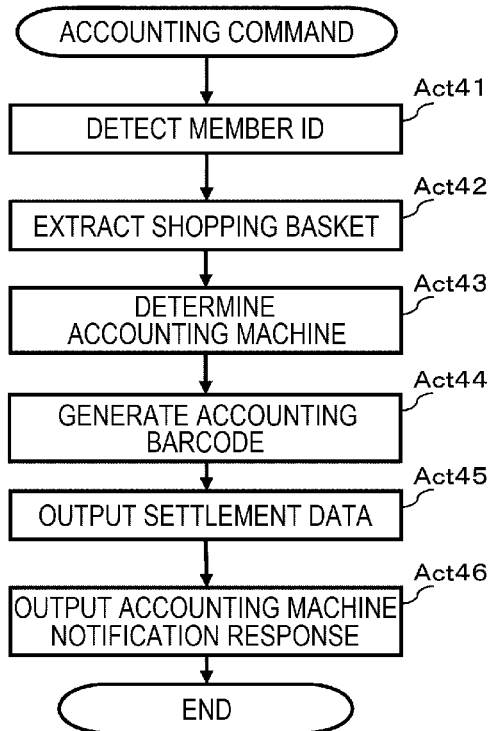 ACCOUNTING COMMAND
Act41
DETECT MEMBER ID
Act42
EXTRACT SHOPPING BASKET
Act43
DETERMINE
ACCOUNTING MACHINE
Act44
GENERATE ACCOUNTING
BARCODE
Act45
OUTPUT SETTLEMENT DATA
Act46
OUTPUT ACCOUNTING MACHINE
NOTIFICATION RESPONSE
END